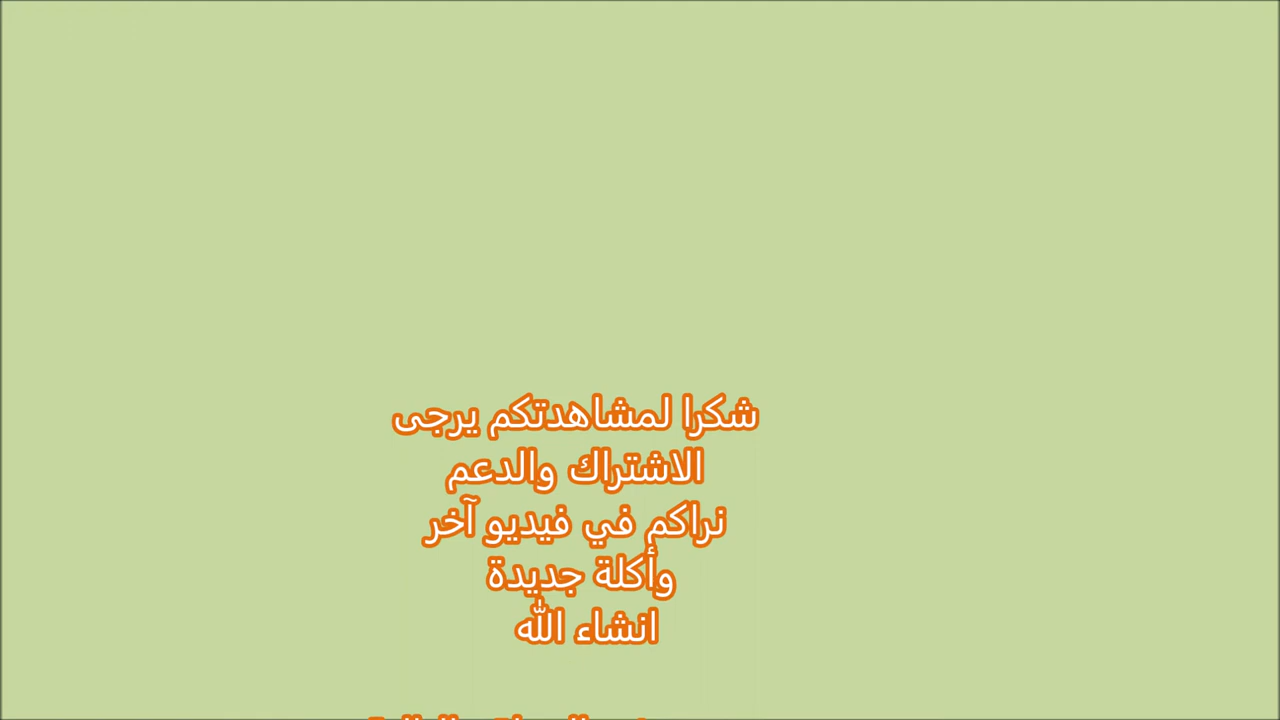 شكرا لمشاهدتكم يرجى
الاشتراك والدعم
نراكم في فيديو آخر
وأكلة جديدة
انشاء الله